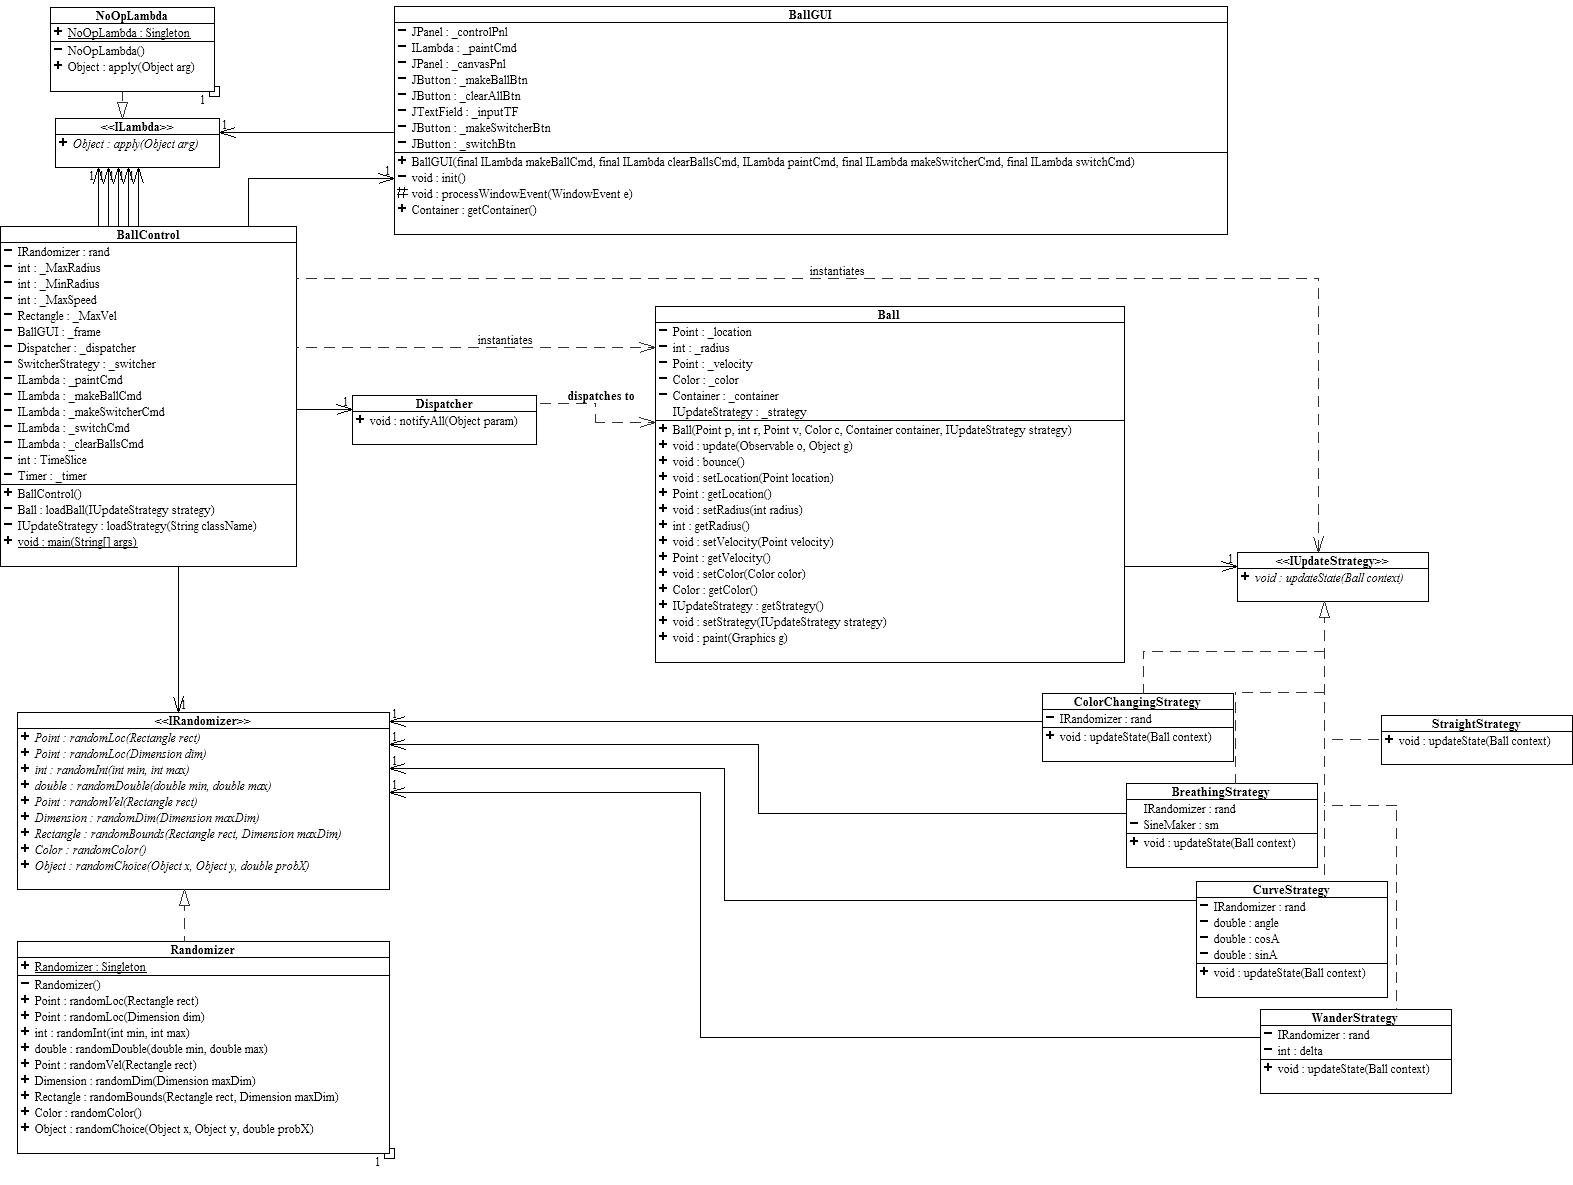 NoOpLambda
+ NoOpLambda : Singleton
- NoOpLambda()
+ Object : apply(Object arg)
1
<<ILambda>>
+ Object : apply(Object arg)
1
1
1
1
1
1
BallGUI
- JPanel : _controlPnl
- ILambda : _paintCmd
- JPanel : _canvasPnl
- JButton : _makeBallBtn
- JButton : _clearAllBtn
- JTextField : _inputTF
- JButton : _makeSwitcherBtn
- JButton : _switchBtn
+ BallGUI(final ILambda makeBallCmd, final ILambda clearBallsCmd, ILambda paintCmd, final ILambda makeSwitcherCmd, final ILambda switchCmd)
- void : init()
# void : processWindowEvent(WindowEvent e)
+ Container : getContainer()
1
BallControl
- IRandomizer : rand
- int : _MaxRadius
- int : _MinRadius
- int : _MaxSpeed
- Rectangle : _MaxVel
- BallGUI : _frame
- Dispatcher : _dispatcher
- SwitcherStrategy : _switcher
- ILambda : _paintCmd
- ILambda : _makeBallCmd
- ILambda : _makeSwitcherCmd
- ILambda : _switchCmd
- ILambda : _clearBallsCmd
- int : TimeSlice
- Timer : _timer
+ BallControl()
- Ball : loadBall(IUpdateStrategy strategy)
- IUpdateStrategy : loadStrategy(String className)
+ void : main(String[] args)
instantiates
instantiates
1
Dispatcher
+ void : notifyAll(Object param)
dispatches to
Ball
- Point : _location
- int : _radius
- Point : _velocity
- Color : _color
- Container : _container
IUpdateStrategy : _strategy
+ Ball(Point p, int r, Point v, Color c, Container container, IUpdateStrategy strategy)
+ void : update(Observable o, Object g)
+ void : bounce()
+ void : setLocation(Point location)
+ Point : getLocation()
+ void : setRadius(int radius)
+ int : getRadius()
+ void : setVelocity(Point velocity)
+ Point : getVelocity()
+ void : setColor(Color color)
+ Color : getColor()
+ IUpdateStrategy : getStrategy()
+ void : setStrategy(IUpdateStrategy strategy)
+ void : paint(Graphics g)
1
<<IUpdateStrategy>>
+ void : updateState(Ball context)
1
<<IRandomizer>>
+ Point : randomLoc(Rectangle rect)
+ Point : randomLoc(Dimension dim)
+ int : randomInt(int min, int max)
+ double : randomDouble(double min, double max)
+ Point : randomVel(Rectangle rect)
+ Dimension : randomDim(Dimension maxDim)
+ Rectangle : randomBounds(Rectangle rect, Dimension maxDim)
+ Color : randomColor()
+ Object : randomChoice(Object x, Object y, double probX)
1
1
1
1
ColorChangingStrategy
- IRandomizer : rand
+ void : updateState(Ball context)
StraightStrategy
+ void : updateState(Ball context)
BreathingStrategy
IRandomizer : rand
- SineMaker : sm
+ void : updateState(Ball context)
CurveStrategy
- IRandomizer : rand
- double : angle
- double : cosA
- double : sinA
+ void : updateState(Ball context)
WanderStrategy
- IRandomizer : rand
- int : delta
+ void : updateState(Ball context)
Randomizer
+ Randomizer : Singleton
- Randomizer()
+ Point : randomLoc(Rectangle rect)
+ Point : randomLoc(Dimension dim)
+ int : randomInt(int min, int max)
+ double : randomDouble(double min, double max)
+ Point : randomVel(Rectangle rect)
+ Dimension : randomDim(Dimension maxDim)
+ Rectangle : randomBounds(Rectangle rect, Dimension maxDim)
+ Color : randomColor()
+ Object : randomChoice(Object x, Object y, double probX)
1